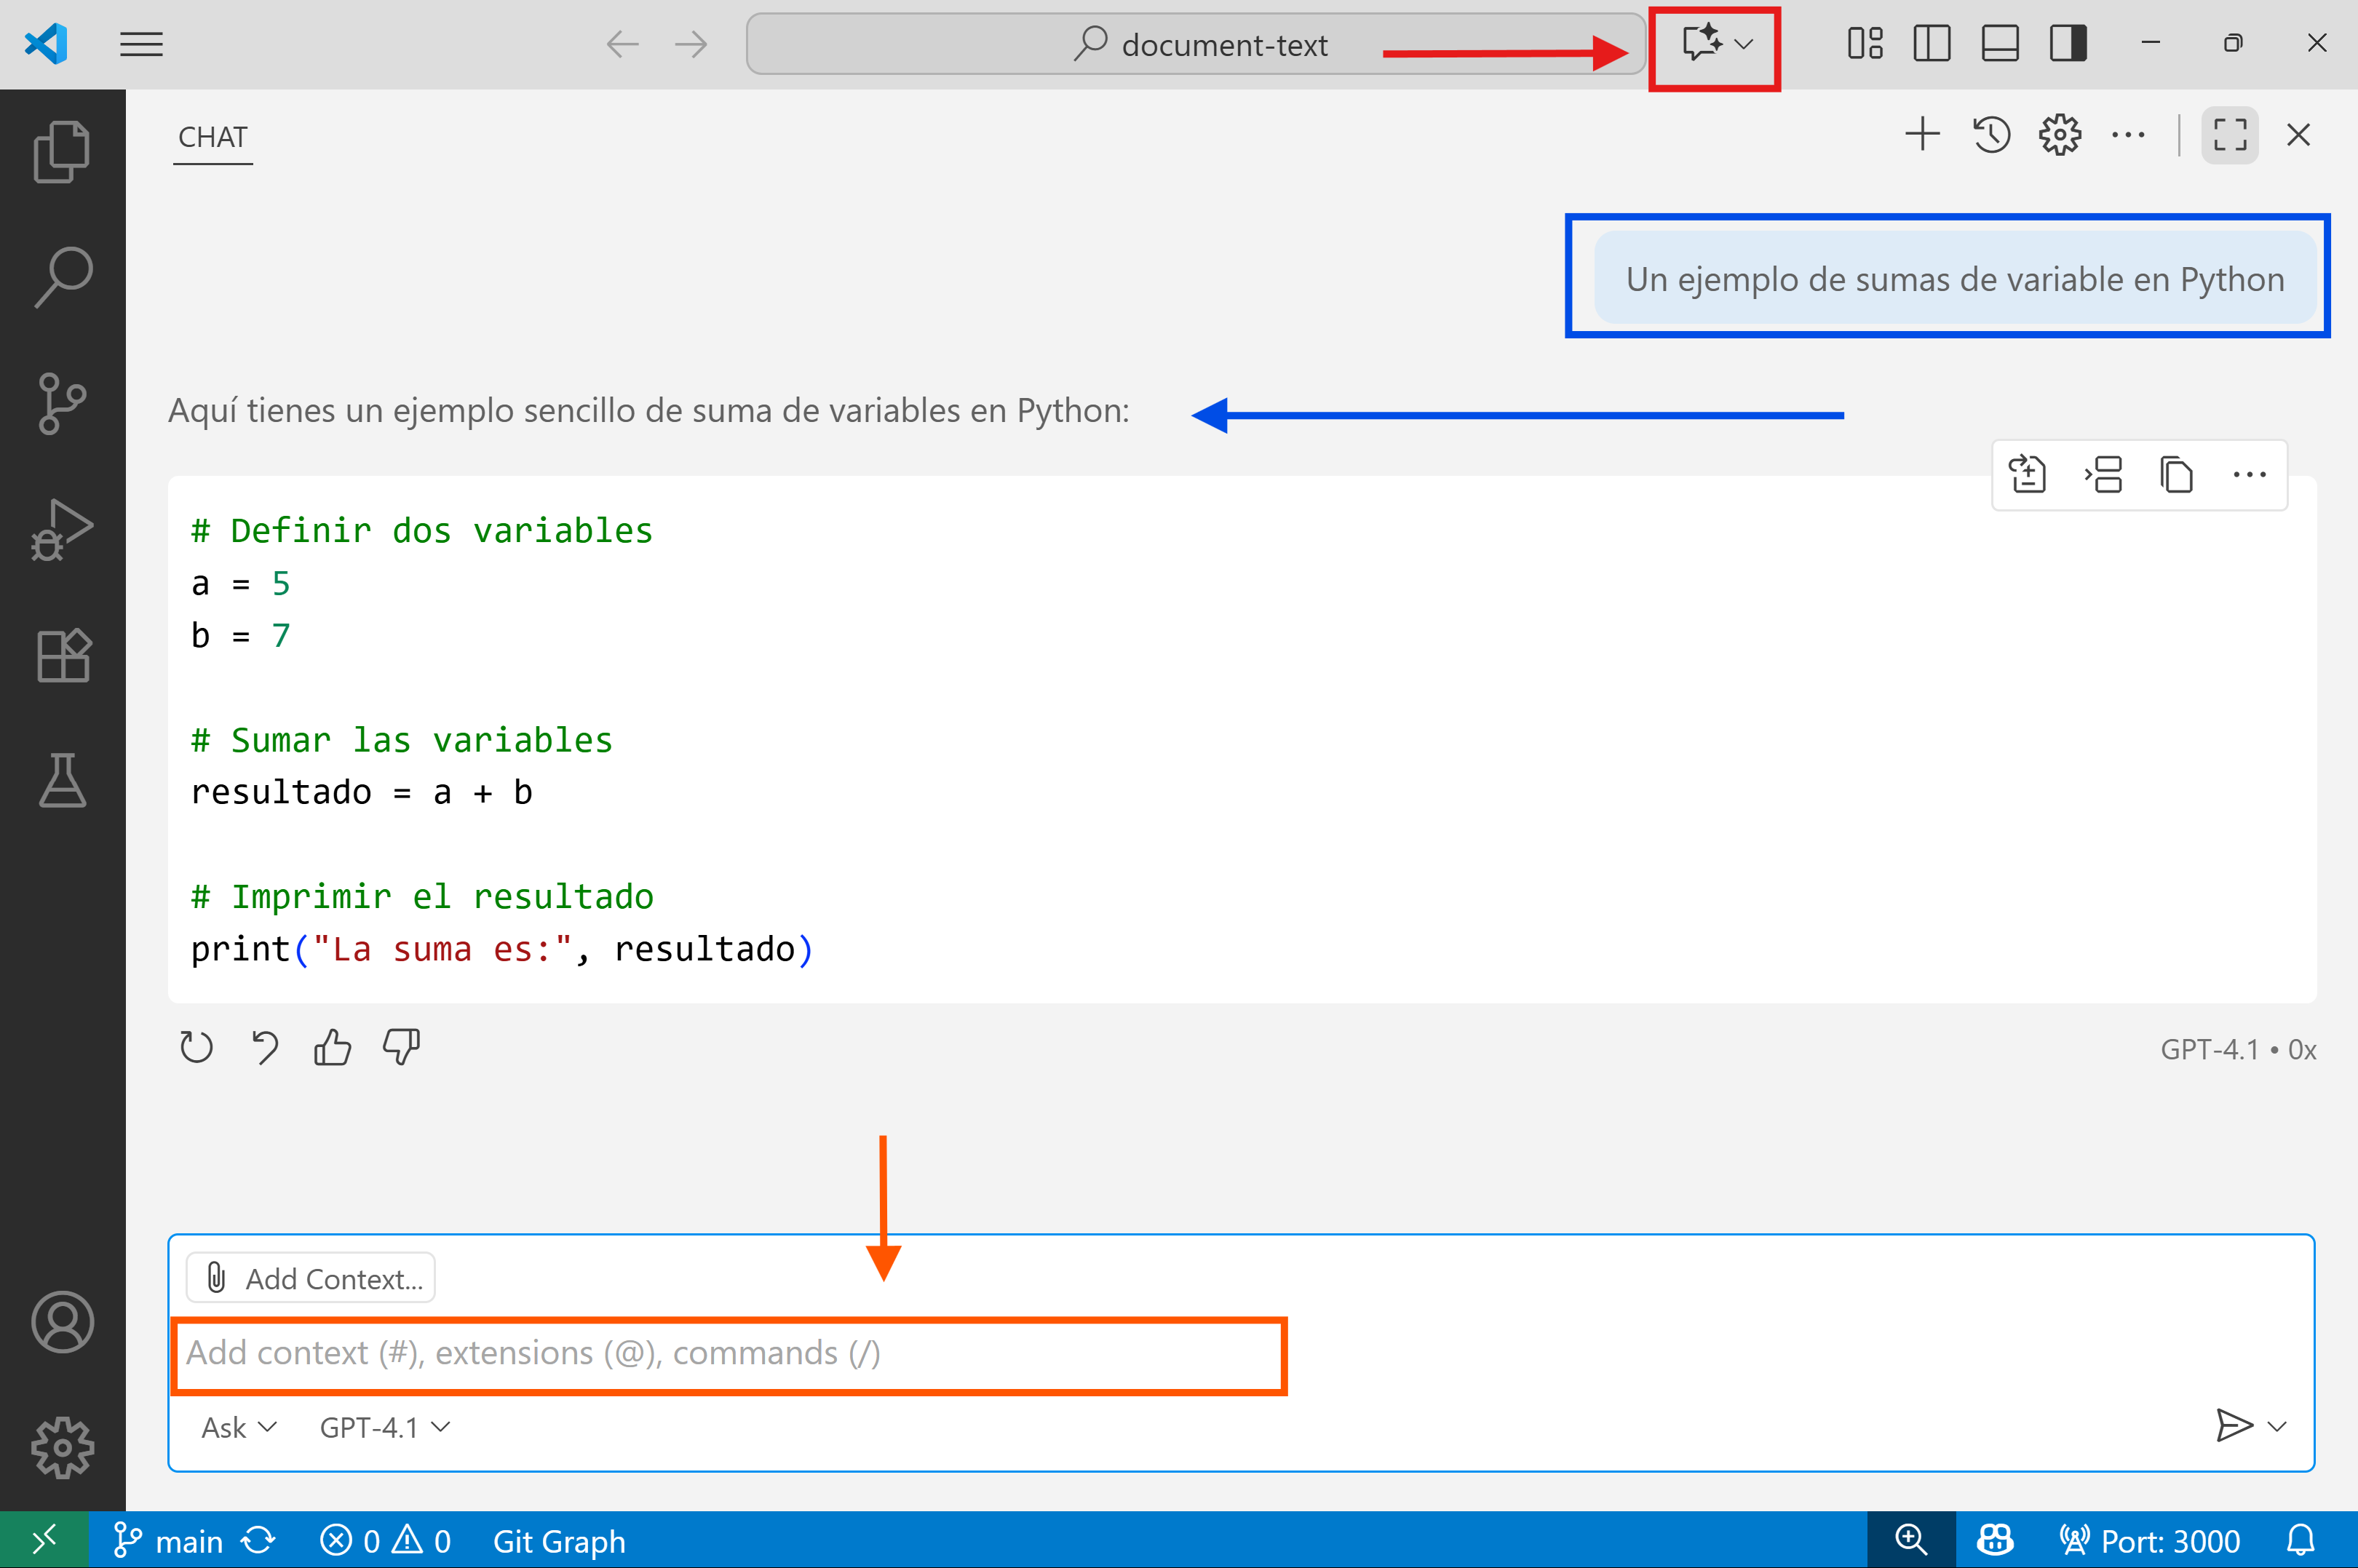 document-text
CHAT
Un ejemplo de sumas de variable en Python
Aquí tienes un ejemplo sencillo de suma de variables en Python:
# Definir dos variables
a = 5
b = 7
# Sumar las variables
resultado = a + b
# Imprimir el resultado
print("La suma es:", resultado)
GPT-4.1 • 0x
Add Context...
Add context (#), extensions (@), commands (/)
Ask GPT-4.1
main 0 0 Git Graph Port: 3000